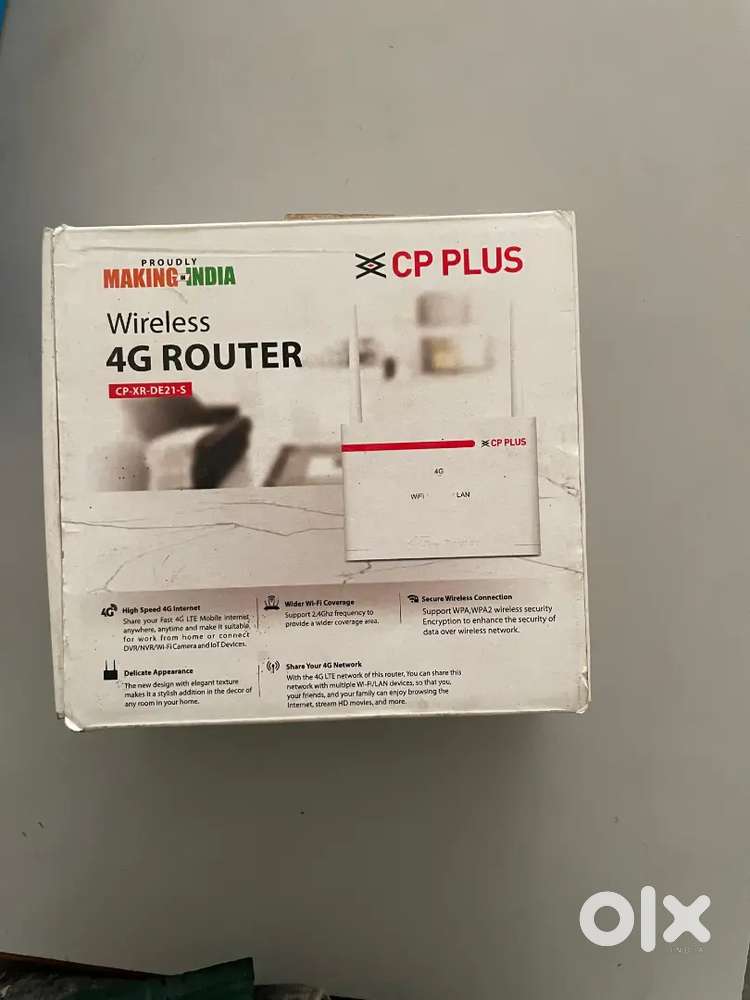 PROUDLY
MAKING INDIA
CP PLUS
Wireless
4G ROUTER
CP-XR-DE21-S
CP PLUS
4G
WiFi LAN
4G
High Speed 4G Internet
Share your Fast 4G LTE Mobile internet
anywhere, anytime and make it suitable
for work from home or connect
DVR/NVR/Wi-Fi Camera and IoT Devices.
Wider Wi-Fi Coverage
Support 2.4Ghz frequency to
provide a wider coverage area.
Secure Wireless Connection
Support WPA,WPA2 wireless security
Encryption to enhance the security of
data over wireless network.
Delicate Appearance
The new design with elegant texture
makes it a stylish addition in the decor of
any room in your home.
Share Your 4G Network
With the 4G LTE network of this router, You can share this
network with multiple Wi-Fi/LAN devices, so that you,
your friends, and your family can enjoy browsing the
Internet, stream HD movies, and more.
olx
INDIA